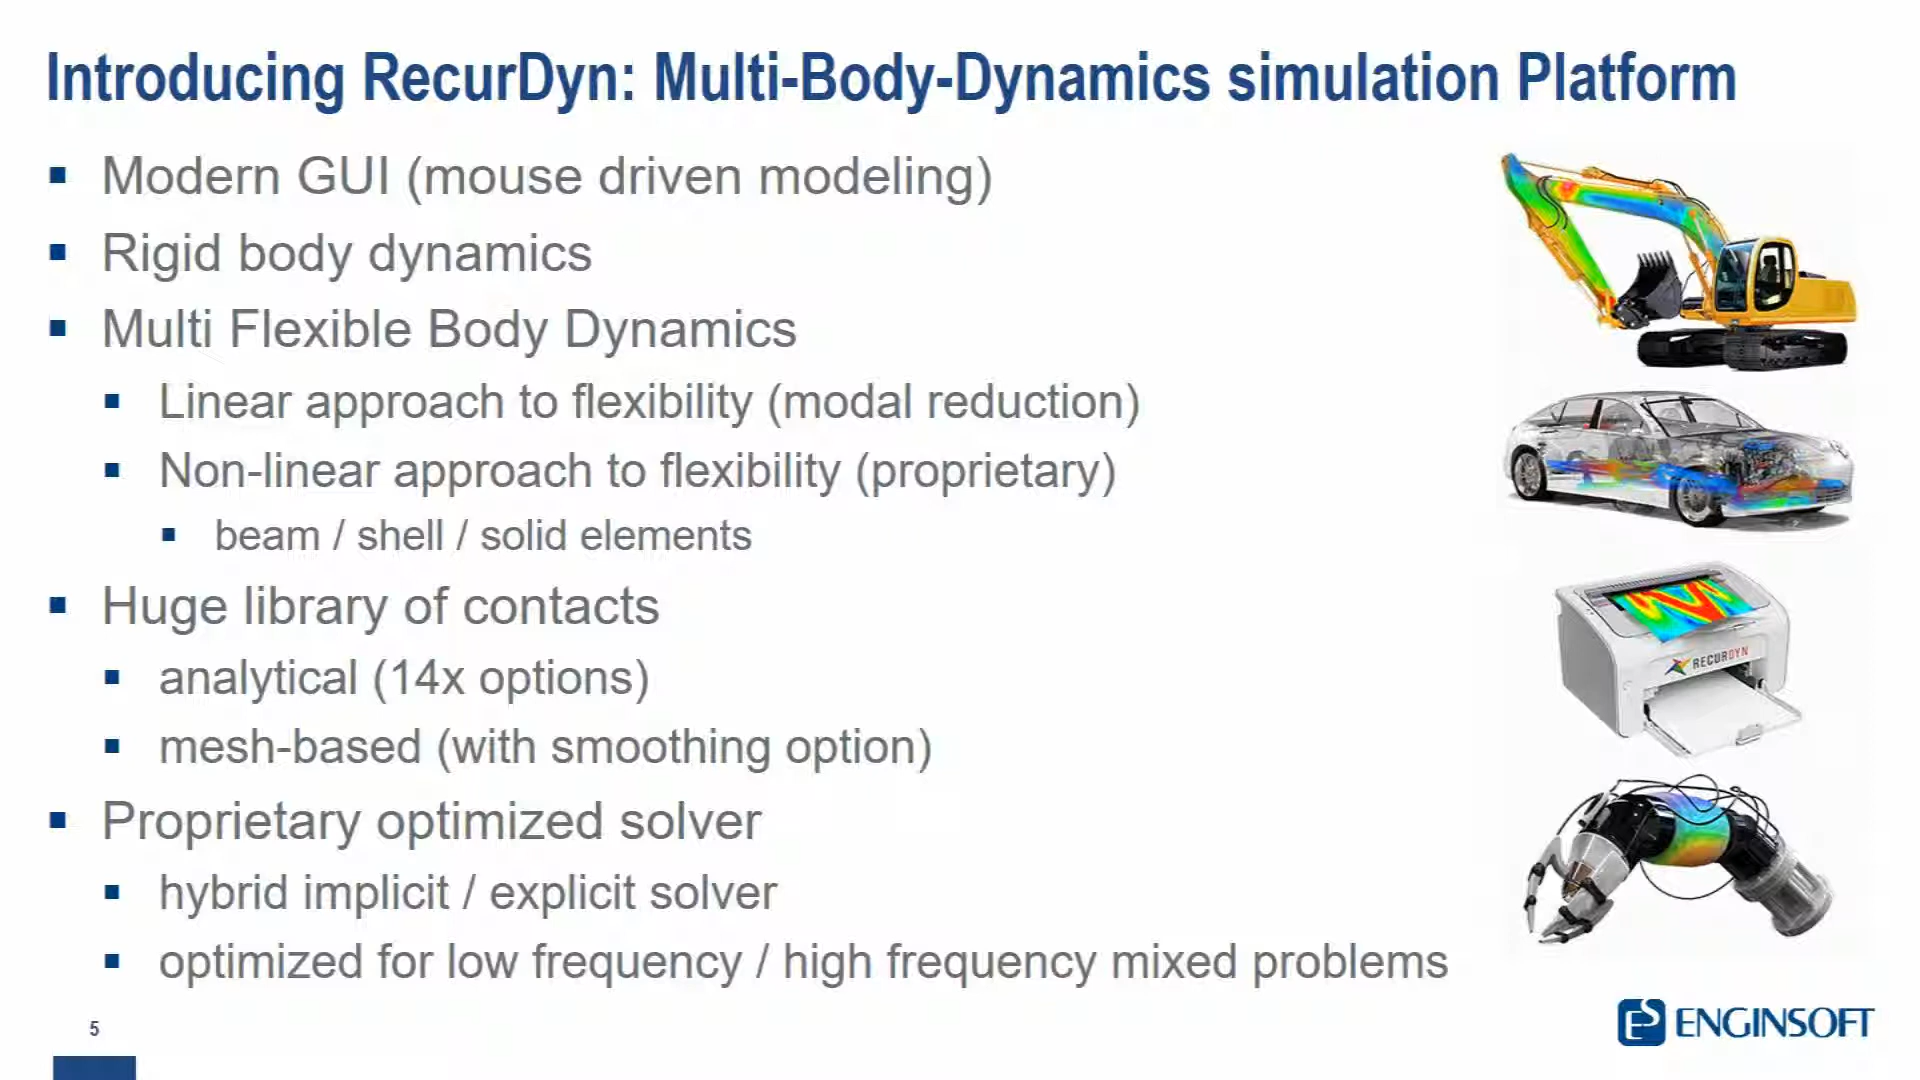 Introducing RecurDyn: Multi-Body-Dynamics simulation Platform
Modern GUI (mouse driven modeling)
Rigid body dynamics
Multi Flexible Body Dynamics
Linear approach to flexibility (modal reduction)
Non-linear approach to flexibility (proprietary)
beam / shell / solid elements
Huge library of contacts
analytical (14x options)
mesh-based (with smoothing option)
Proprietary optimized solver
hybrid implicit / explicit solver
optimized for low frequency / high frequency mixed problems
RECURDYN
5
ES ENGINSOFT